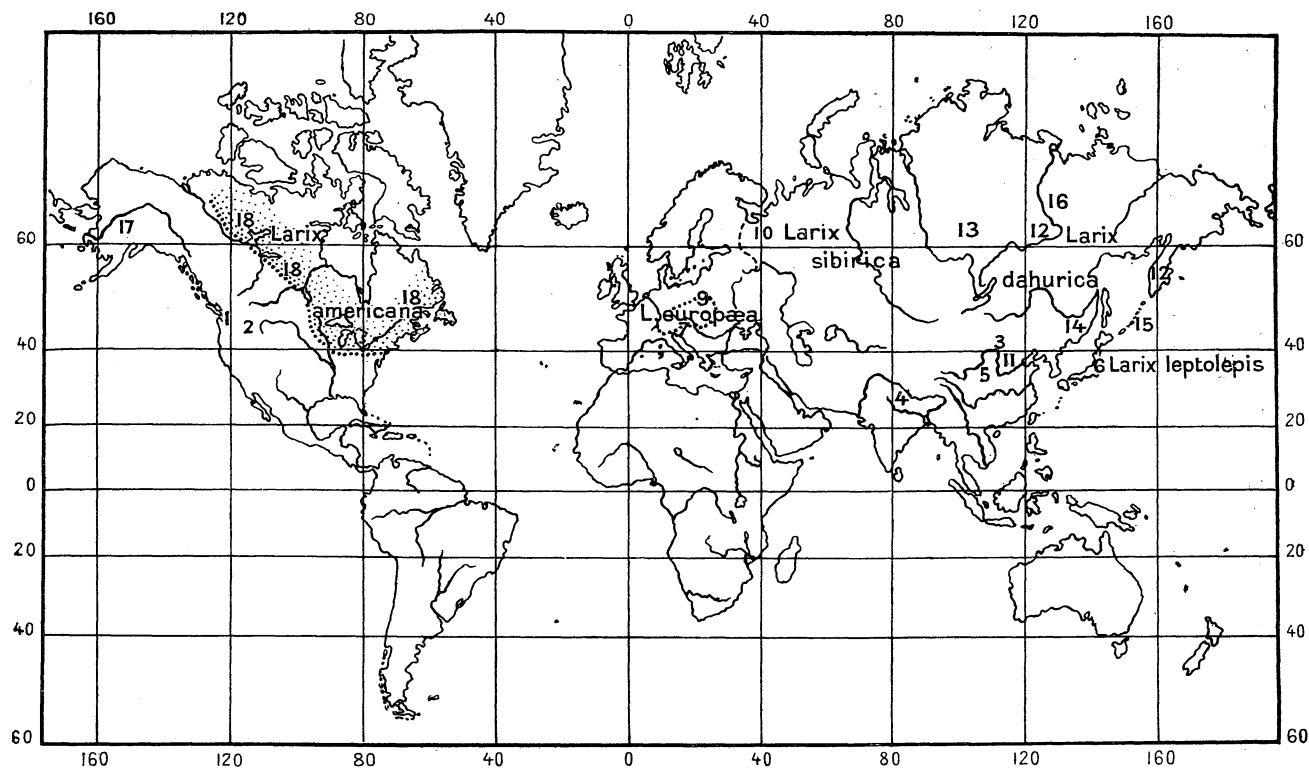 160 120 80 40 0 40 80 120 160
17 18 Larix 10 Larix 13 16 12 Larix
60 60
sibirica
18 dahurica 12
18 9
americana L.europæa
2 7 14 15
40 3 11 40
5 6 Larix leptolepis
4
20 20
0 0
20 20
40 40
60 60
160 120 80 40 0 40 80 120 160